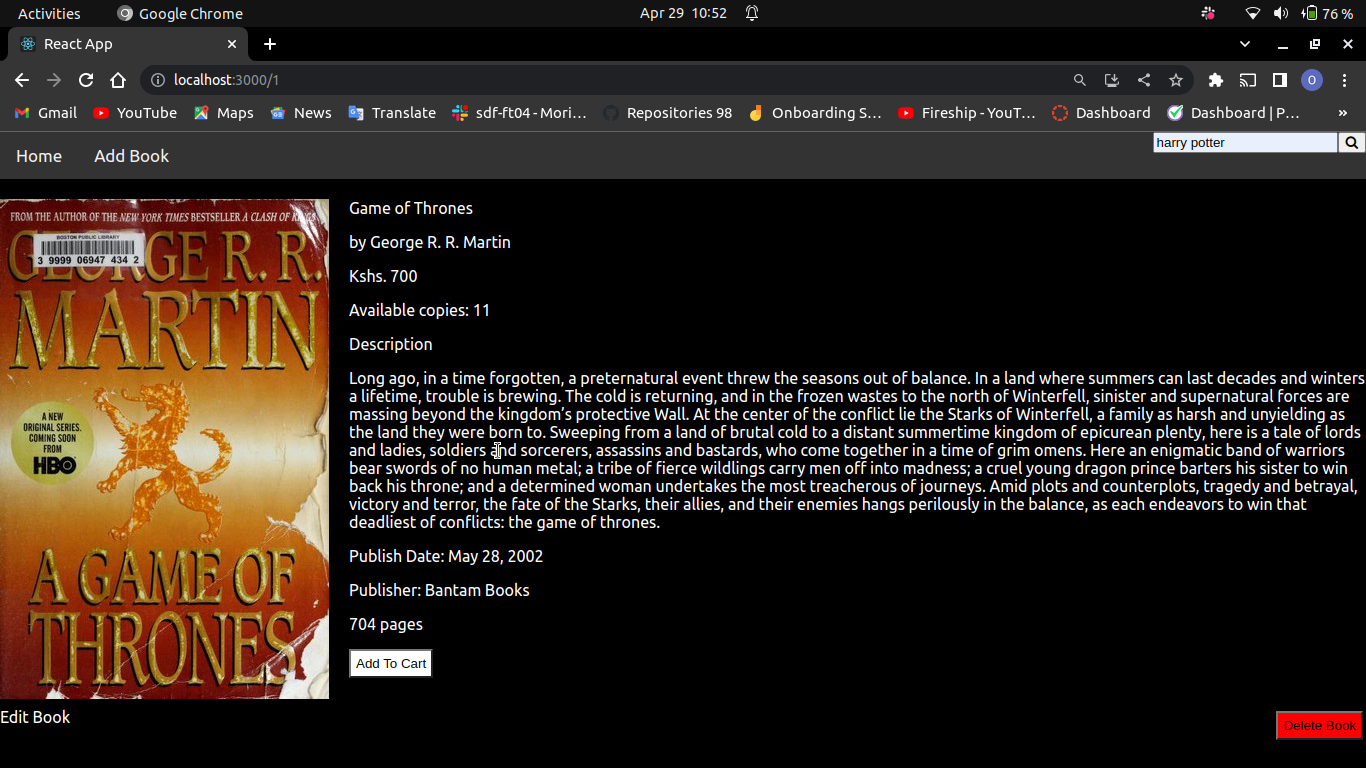 Activities Google Chrome Apr 29 10:52 76 %
React App
localhost:3000/1 O
Gmail YouTube Maps News Translate sdf-ft04 - Mori… Repositories 98 Onboarding S… Fireship - YouT… Dashboard Dashboard | P… »
Home Add Book harry potter
FROM THE AUTHOR OF THE NEW YORK TIMES BESTSELLER A CLASH OF
BOSTON PUBLIC LIBRARY
3 9999 06947 434 2
GEORGE R. R.
MARTIN
A NEW
ORIGINAL SERIES.
COMING SOON
FROM
HBO
A GAME OF
THRONES
Game of Thrones
by George R. R. Martin
Kshs. 700
Available copies: 11
Description
Long ago, in a time forgotten, a preternatural event threw the seasons out of balance. In a land where summers can last decades and winters
a lifetime, trouble is brewing. The cold is returning, and in the frozen wastes to the north of Winterfell, sinister and supernatural forces are
massing beyond the kingdom’s protective Wall. At the center of the conflict lie the Starks of Winterfell, a family as harsh and unyielding as
the land they were born to. Sweeping from a land of brutal cold to a distant summertime kingdom of epicurean plenty, here is a tale of lords
and ladies, soldiers and sorcerers, assassins and bastards, who come together in a time of grim omens. Here an enigmatic band of warriors
bear swords of no human metal; a tribe of fierce wildlings carry men off into madness; a cruel young dragon prince barters his sister to win
back his throne; and a determined woman undertakes the most treacherous of journeys. Amid plots and counterplots, tragedy and betrayal,
victory and terror, the fate of the Starks, their allies, and their enemies hangs perilously in the balance, as each endeavors to win that
deadliest of conflicts: the game of thrones.
Publish Date: May 28, 2002
Publisher: Bantam Books
704 pages
Add To Cart
Edit Book Delete Book